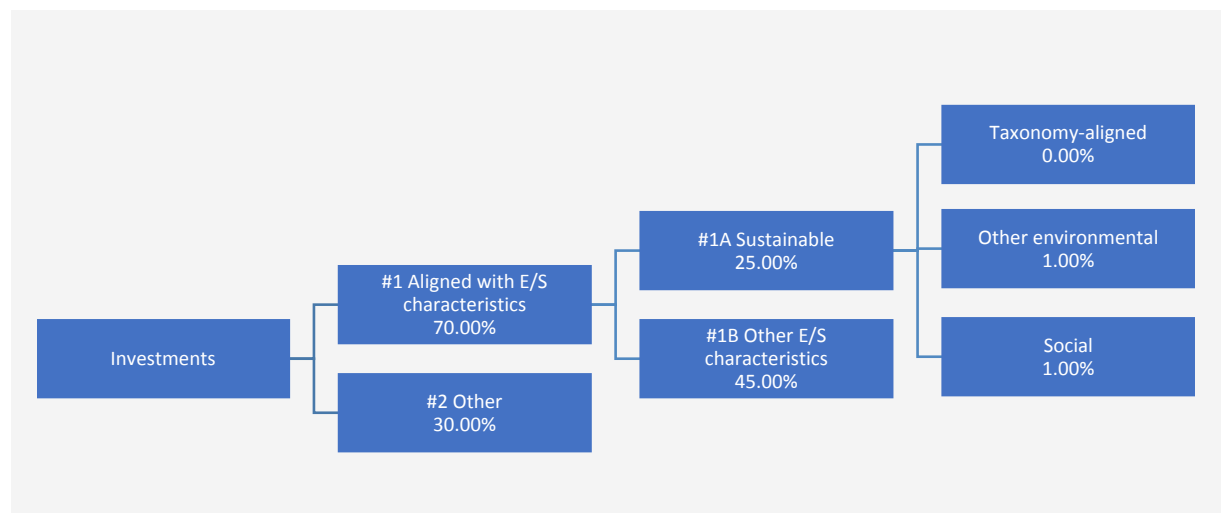 Investments
#1 Aligned with E/S
characteristics
70.00%
#2 Other
30.00%
#1A Sustainable
25.00%
#1B Other E/S
characteristics
45.00%
Taxonomy-aligned
0.00%
Other environmental
1.00%
Social
1.00%